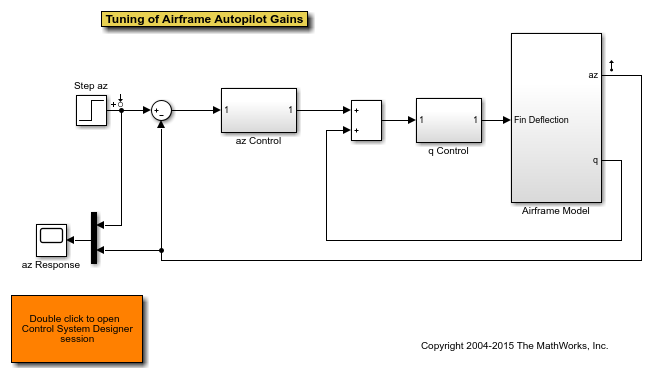 Tuning of Airframe Autopilot Gains
Step az
+
+
−
1 1
az Control
+
+
1 1
q Control
az
Fin Deflection
q
Airframe Model
az Response
Double click to open
Control System Designer
session
Copyright 2004-2015 The MathWorks, Inc.